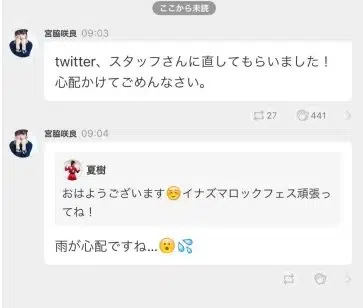 ここから未読
宮脇咲良 09:03
twitter、スタッフさんに直してもらいました！
心配かけてごめんなさい。
27 441
宮脇咲良 09:04
夏樹
おはようございます☺️イナズマロックフェス頑張っ
てね！
雨が心配ですね...😮💦